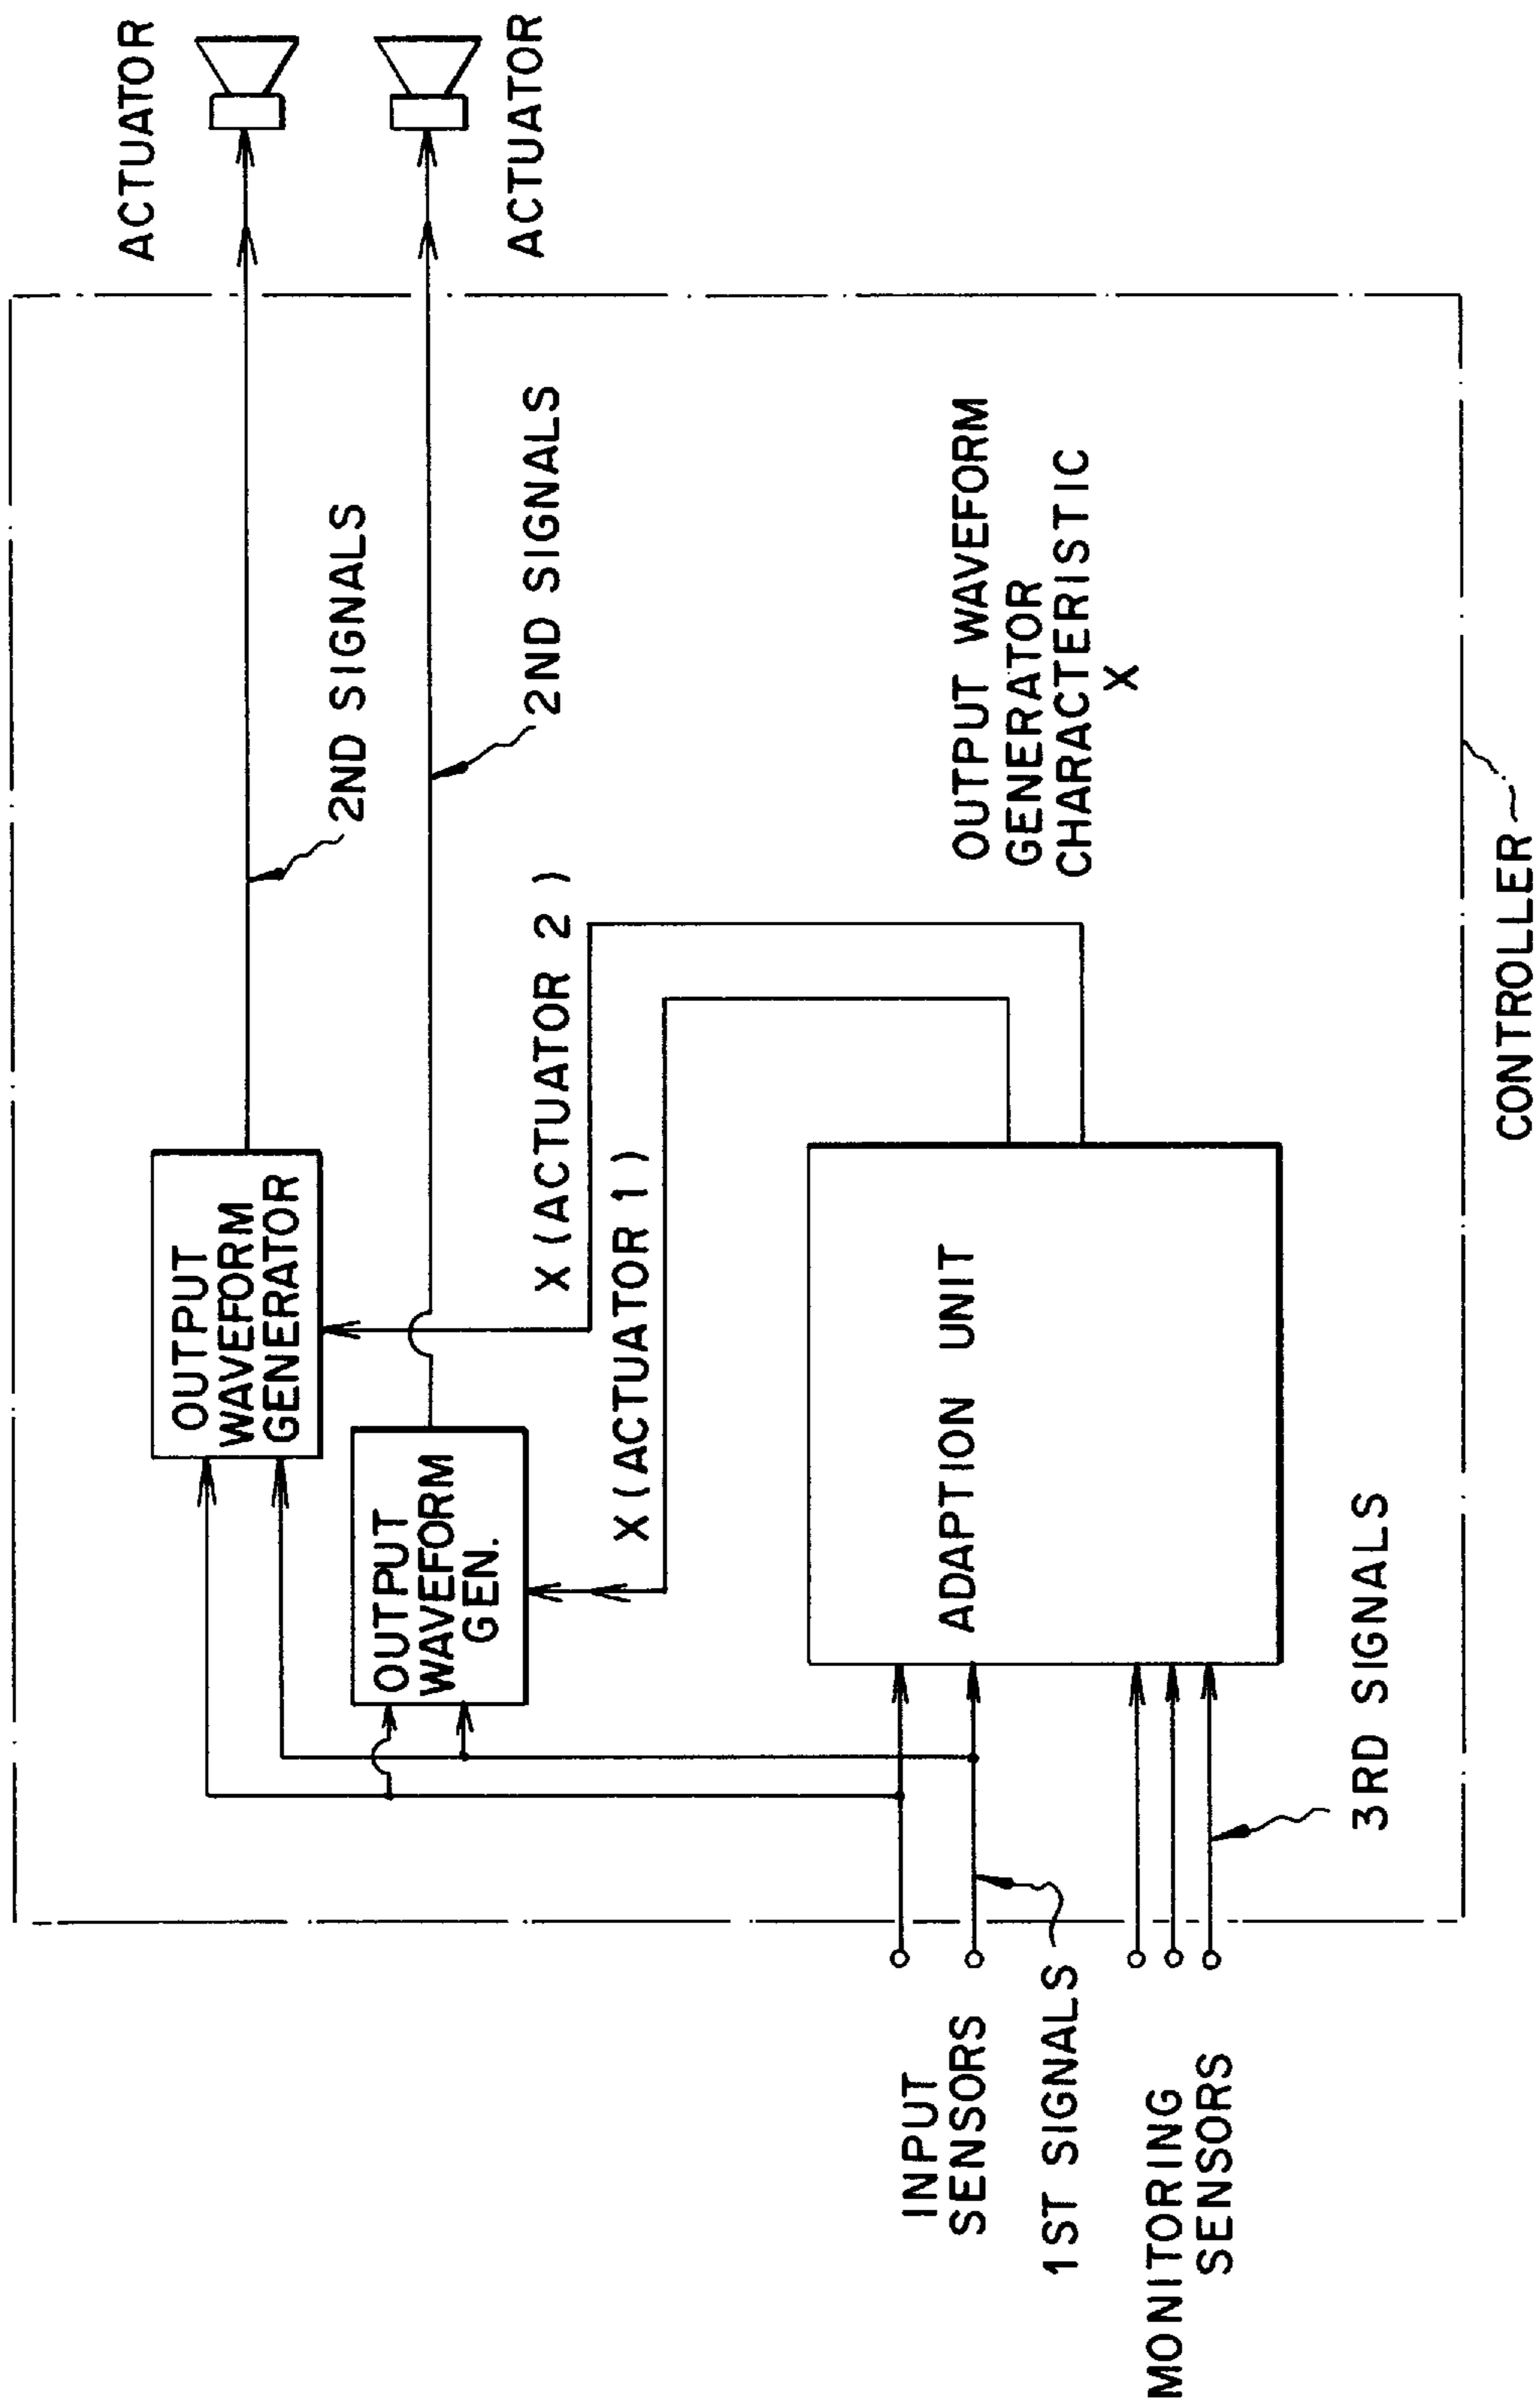 ACTUATOR
ACTUATOR
2ND SIGNALS
2ND SIGNALS
OUTPUT
WAVEFORM
GENERATOR
OUTPUT
WAVEFORM
GEN.
X (ACTUATOR 2 )
X (ACTUATOR 1 )
OUTPUT WAVEFORM
GENERATOR
CHARACTERISTIC
X
ADAPTION UNIT
INPUT
SENSORS
1ST SIGNALS
MONITORING
SENSORS
3RD SIGNALS
CONTROLLER